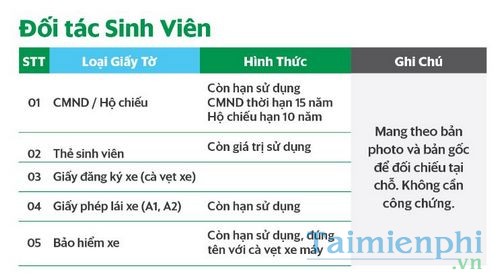 Đối tác Sinh Viên
STT Loại Giấy Tờ Hình Thức Ghi Chú
01 CMND / Hộ chiếu
Còn hạn sử dụng
CMND thời hạn 15 năm
Hộ chiếu hạn 10 năm
02 Thẻ sinh viên Còn giá trị sử dụng
03 Giấy đăng ký xe (cà vẹt xe)
04 Giấy phép lái xe (A1, A2) Còn hạn sử dụng
05 Bảo hiểm xe
Còn hạn sử dụng, đúng
tên với cà vẹt xe máy
Mang theo bản
photo và bản gốc
để đối chiếu tại
chỗ. Không cần
công chứng.
Taimienphi
.vn